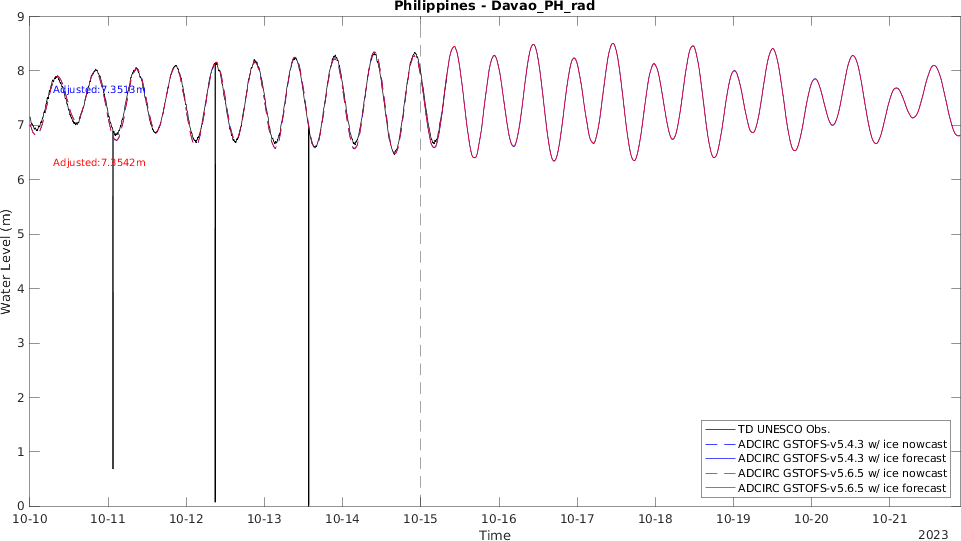 Philippines - Davao_PH_rad
9
8
7
6
5
4
3
2
1
0
Water Level (m)
Adjusted:7.3513m
Adjusted:7.3542m
TD UNESCO Obs.
ADCIRC GSTOFS-v5.4.3 w/ ice nowcast
ADCIRC GSTOFS-v5.4.3 w/ ice forecast
ADCIRC GSTOFS-v5.6.5 w/ ice nowcast
ADCIRC GSTOFS-v5.6.5 w/ ice forecast
10-10 10-11 10-12 10-13 10-14 10-15 10-16 10-17 10-18 10-19 10-20 10-21
Time
2023